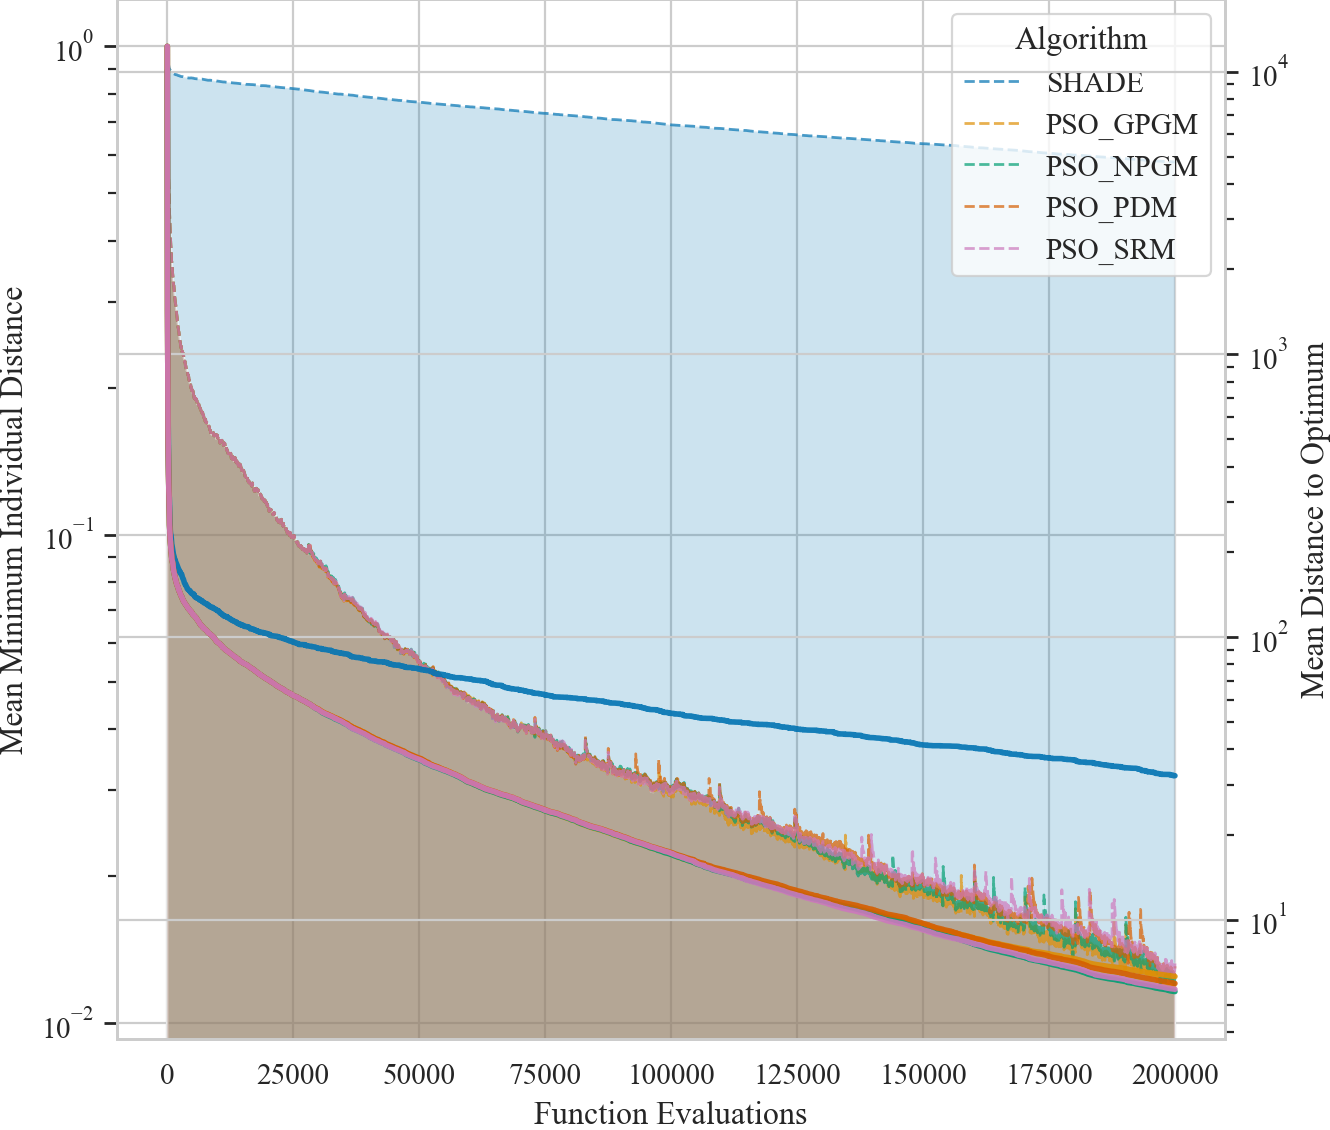 Algorithm
SHADE
PSO_GPGM
PSO_NPGM
PSO_PDM
PSO_SRM
Mean Minimum Individual Distance
10^0
10^−1
10^−2
Mean Distance to Optimum
10^4
10^3
10^2
10^1
0 25000 50000 75000 100000 125000 150000 175000 200000
Function Evaluations